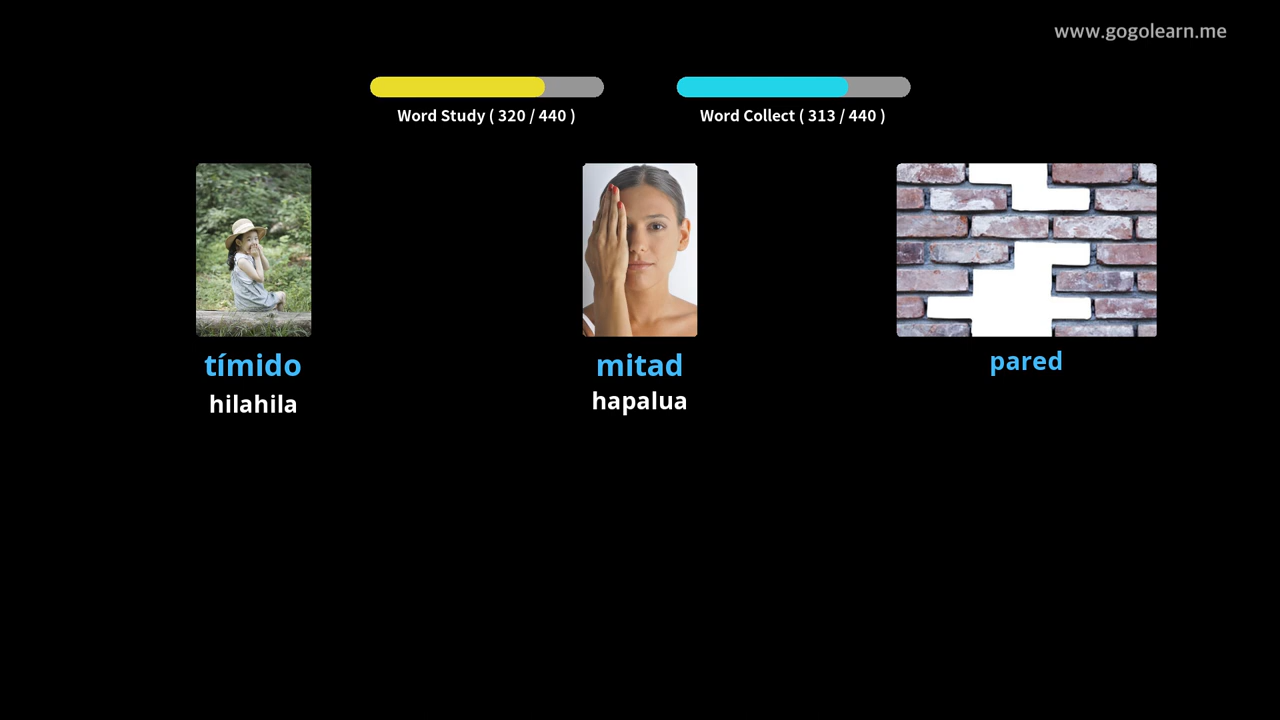 www.gogolearn.me
Word Study ( 320 / 440 )
Word Collect ( 313 / 440 )
tímido
hilahila
mitad
hapalua
pared